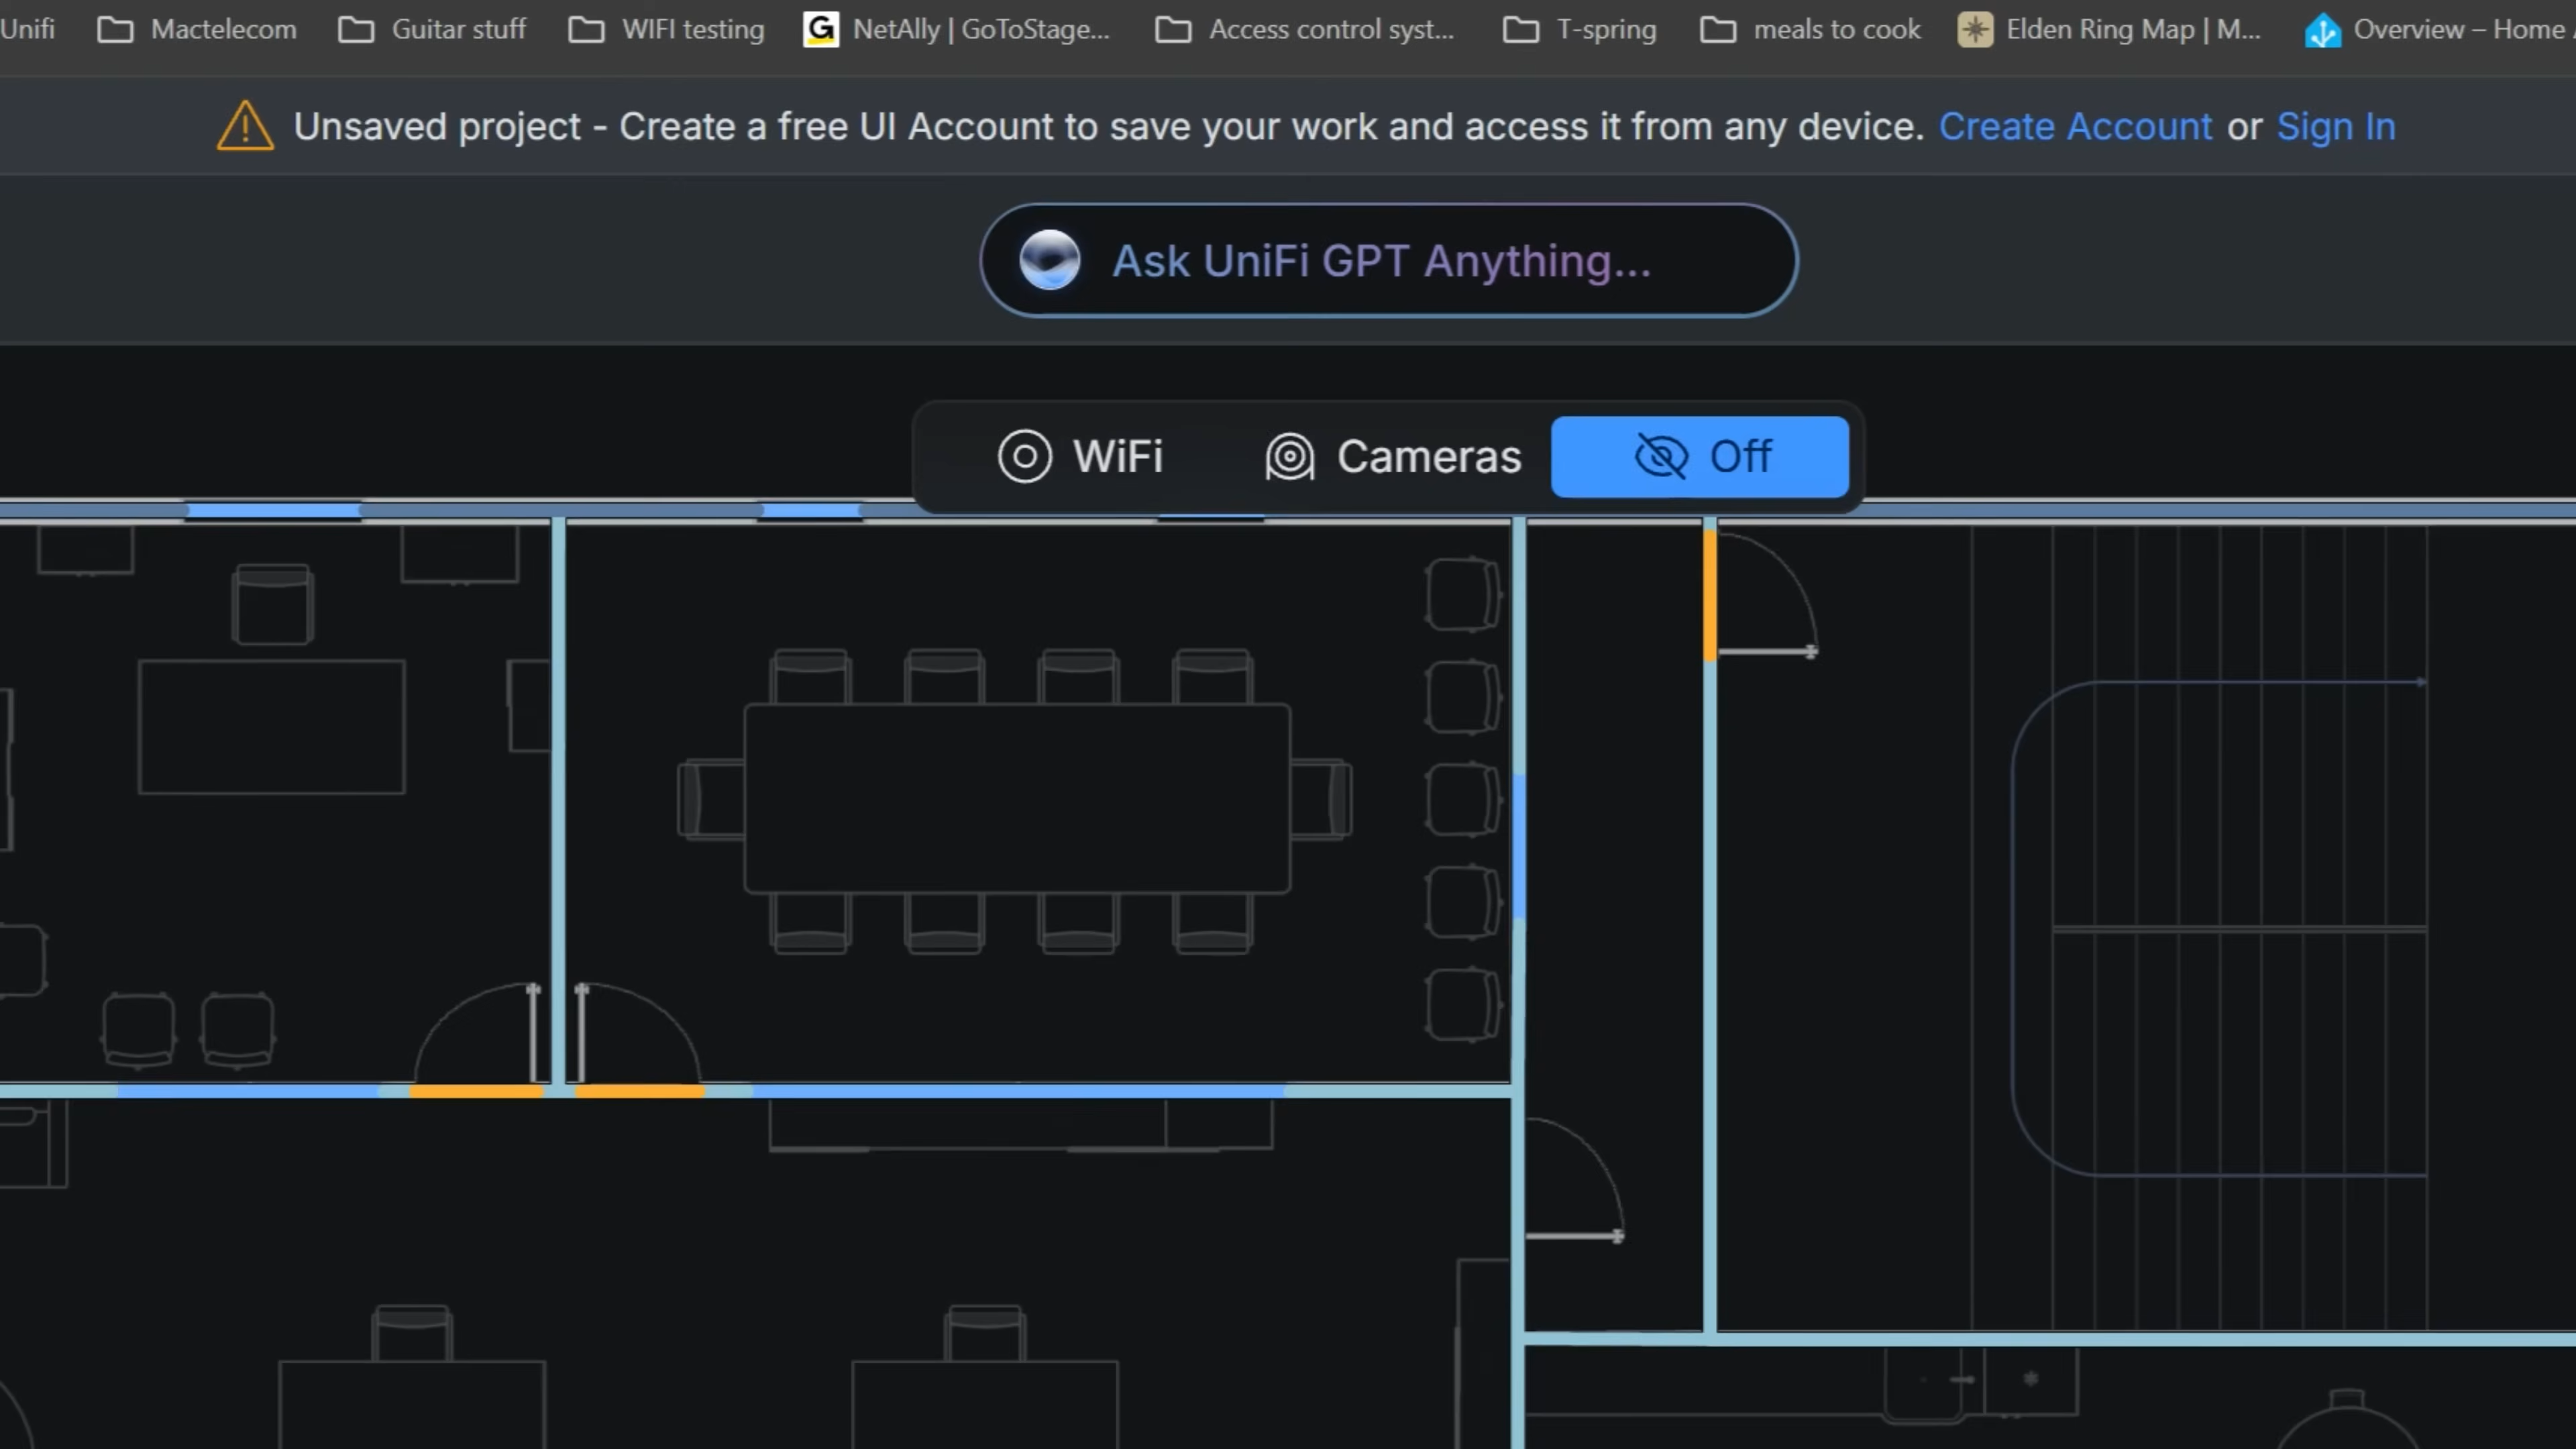 Unifi Mactelecom Guitar stuff WIFI testing NetAlly | GoToStage... Access control syst... T-spring meals to cook Elden Ring Map | M... Overview – Home
Unsaved project - Create a free UI Account to save your work and access it from any device. Create Account or Sign In
Ask UniFi GPT Anything...
WiFi Cameras Off